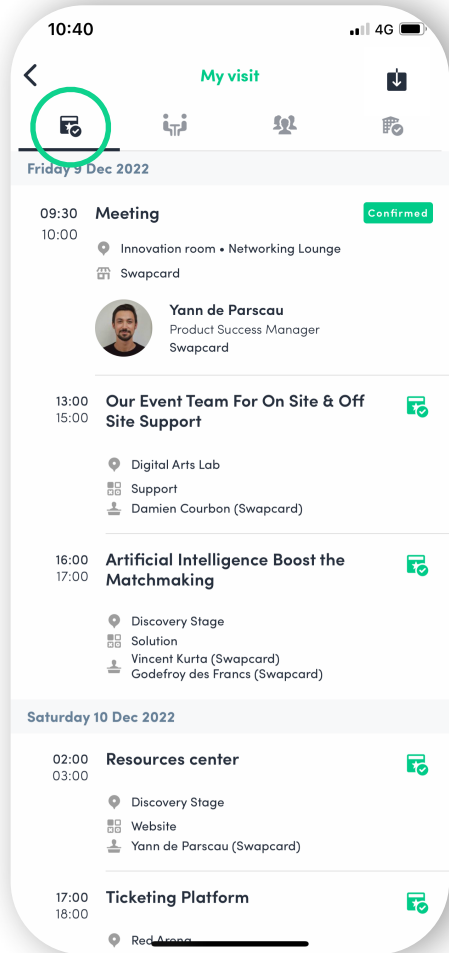 10:40
4G
My visit
Friday 9 Dec 2022
09:30 Meeting Confirmed
10:00
Innovation room • Networking Lounge
Swapcard
Yann de Parscau
Product Success Manager
Swapcard
13:00 Our Event Team For On Site & Off
15:00 Site Support
Digital Arts Lab
Support
Damien Courbon (Swapcard)
16:00 Artificial Intelligence Boost the
17:00 Matchmaking
Discovery Stage
Solution
Vincent Kurta (Swapcard)
Godefroy des Francs (Swapcard)
Saturday 10 Dec 2022
02:00 Resources center
03:00
Discovery Stage
Website
Yann de Parscau (Swapcard)
17:00 Ticketing Platform
18:00
Red Arena